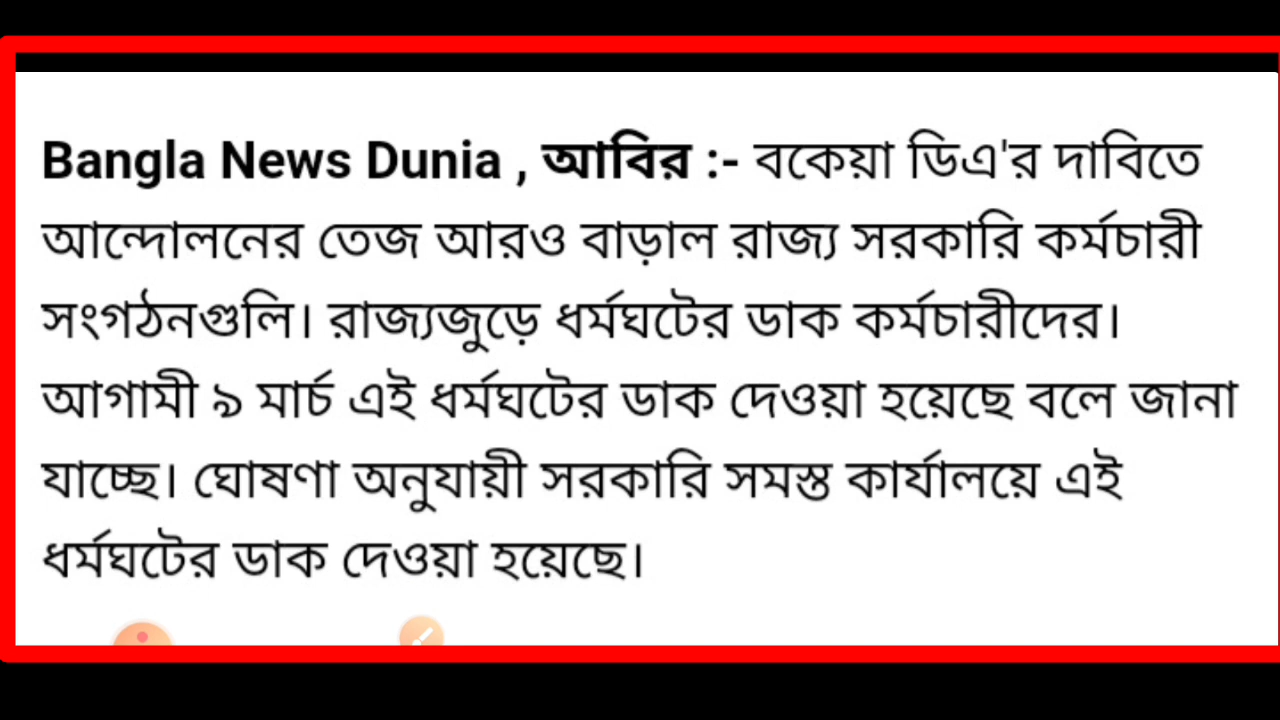 Bangla News Dunia , আবির :- বকেয়া ডিএ'র দাবিতে
আন্দোলনের তেজ আরও বাড়াল রাজ্য সরকারি কর্মচারী
সংগঠনগুলি। রাজ্যজুড়ে ধর্মঘটের ডাক কর্মচারীদের।
আগামী ৯ মার্চ এই ধর্মঘটের ডাক দেওয়া হয়েছে বলে জানা
যাচ্ছে। ঘোষণা অনুযায়ী সরকারি সমস্ত কার্যালয়ে এই
ধর্মঘটের ডাক দেওয়া হয়েছে।